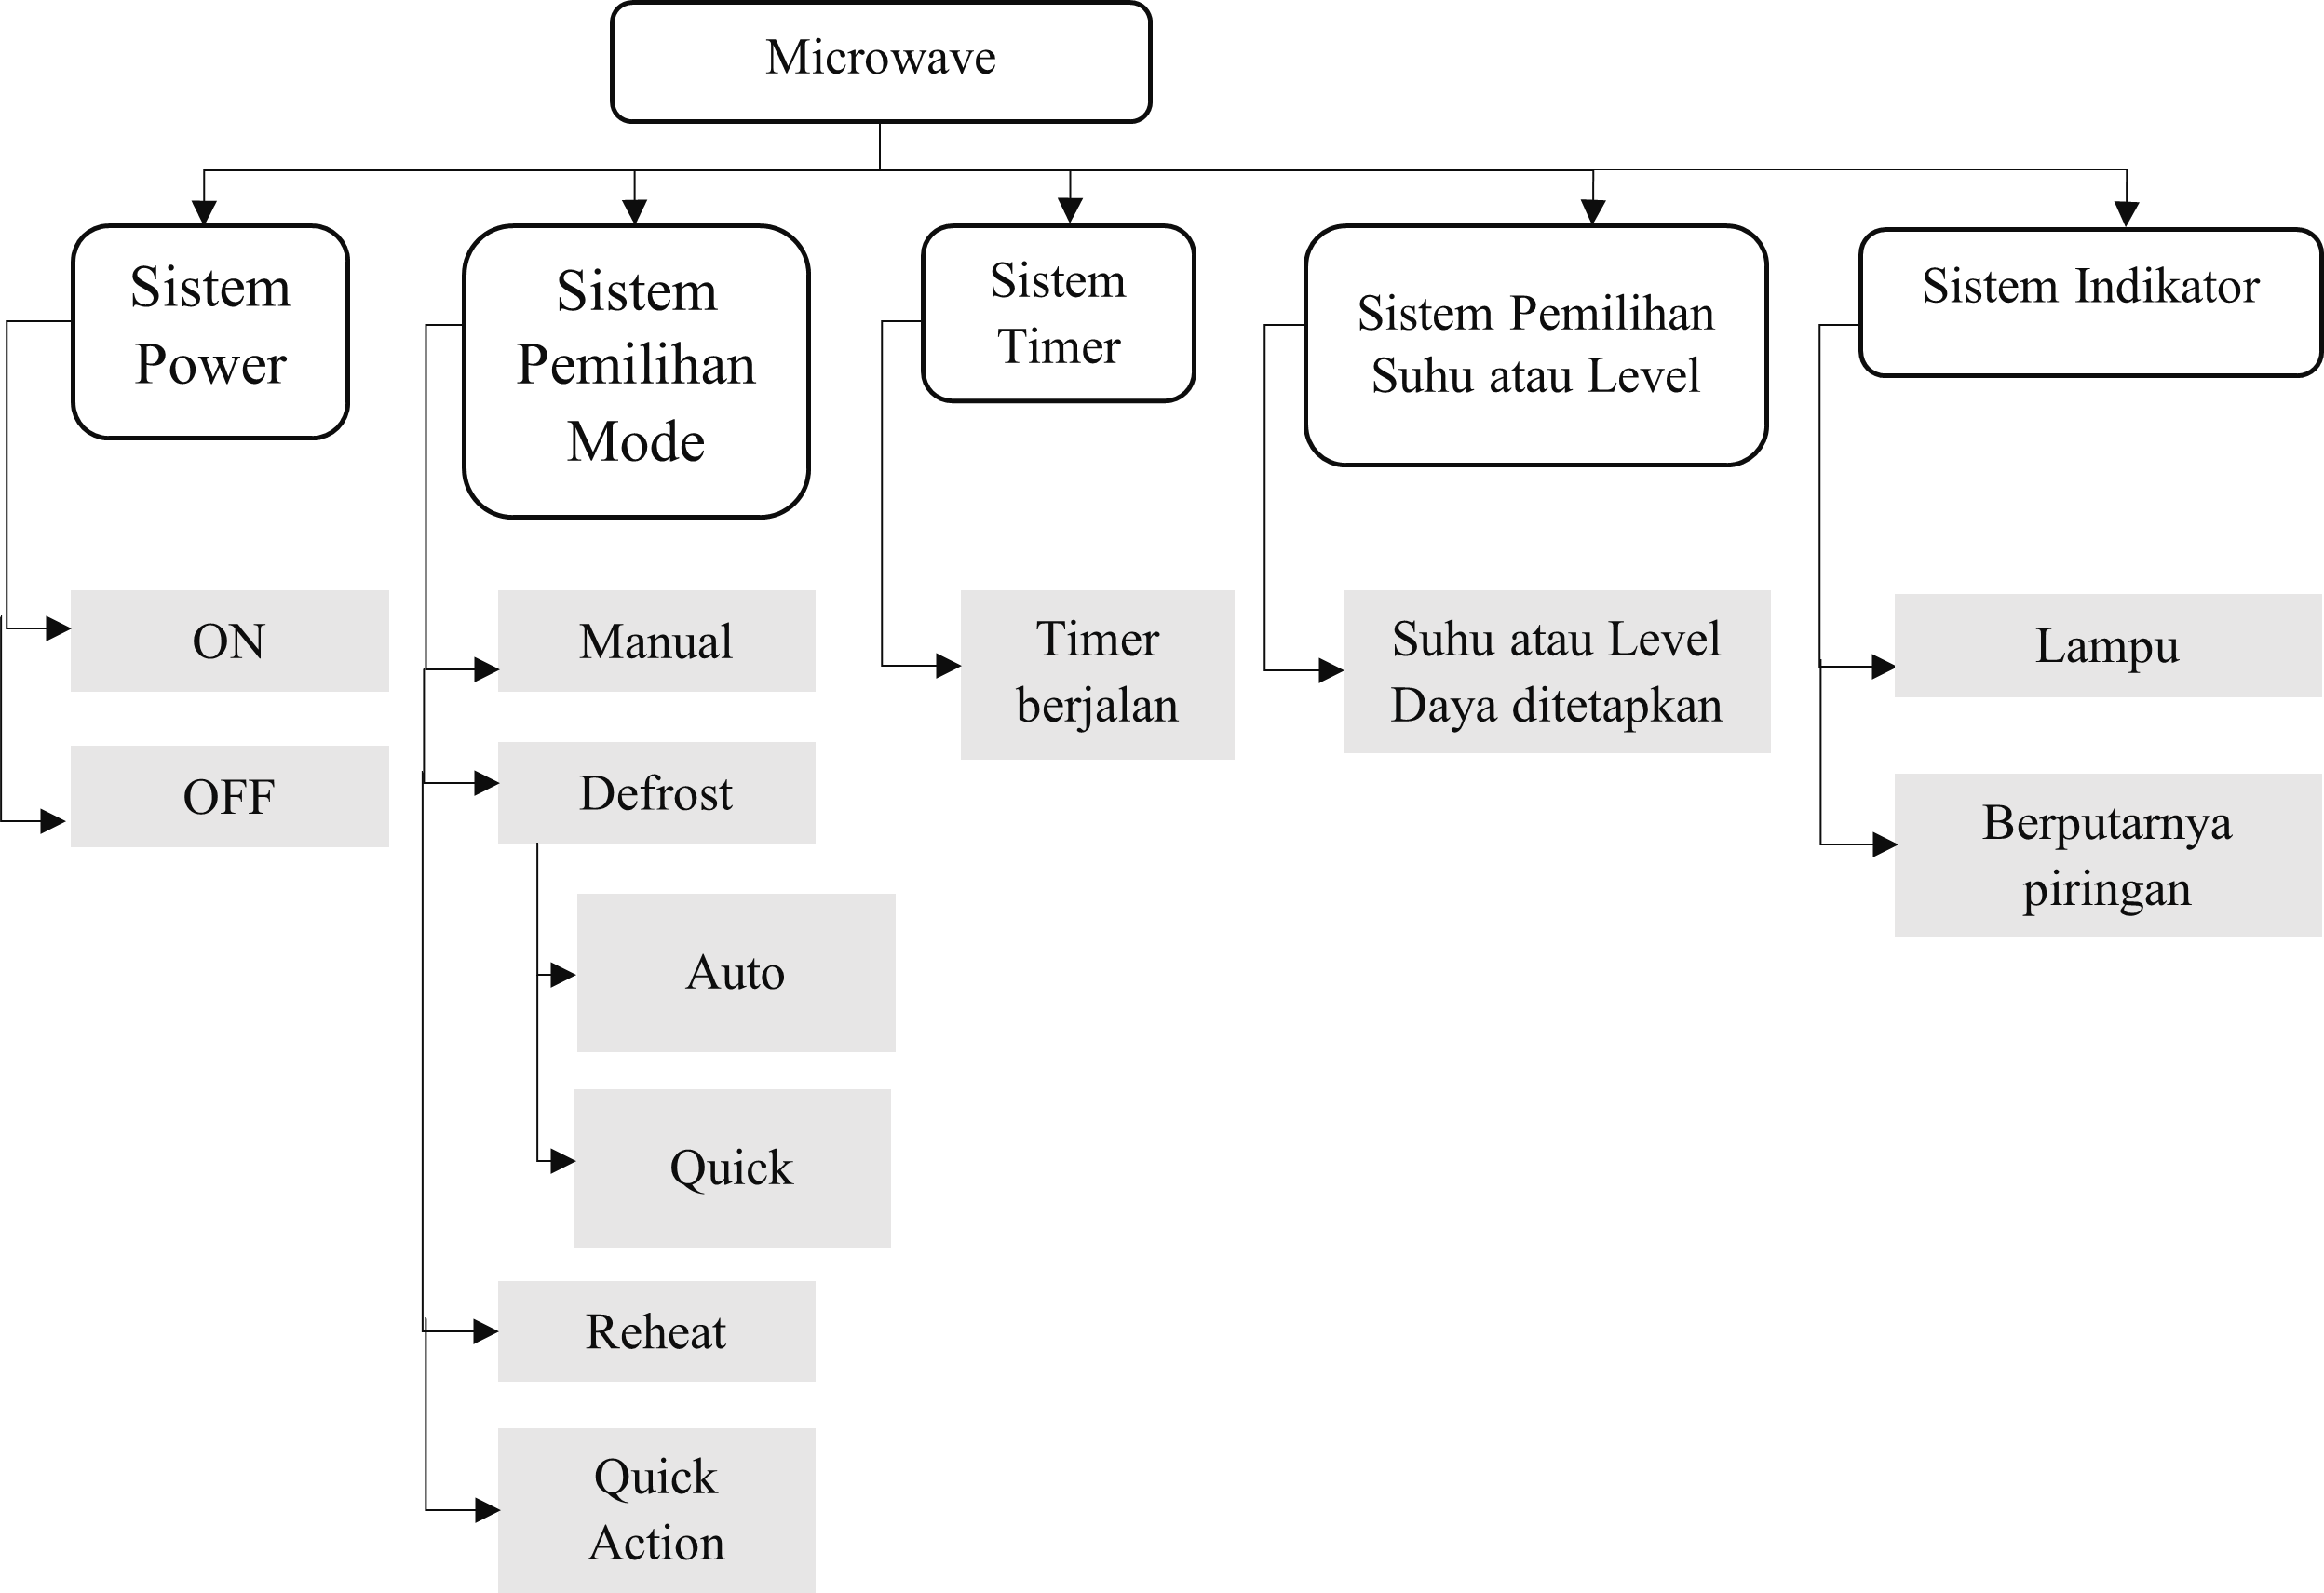 Microwave
Sistem
Power
Sistem
Pemilihan
Mode
Sistem
Timer
Sistem Pemilihan
Suhu atau Level
Sistem Indikator
ON
OFF
Manual
Defrost
Auto
Quick
Reheat
Quick
Action
Timer
berjalan
Suhu atau Level
Daya ditetapkan
Lampu
Berputarnya
piringan